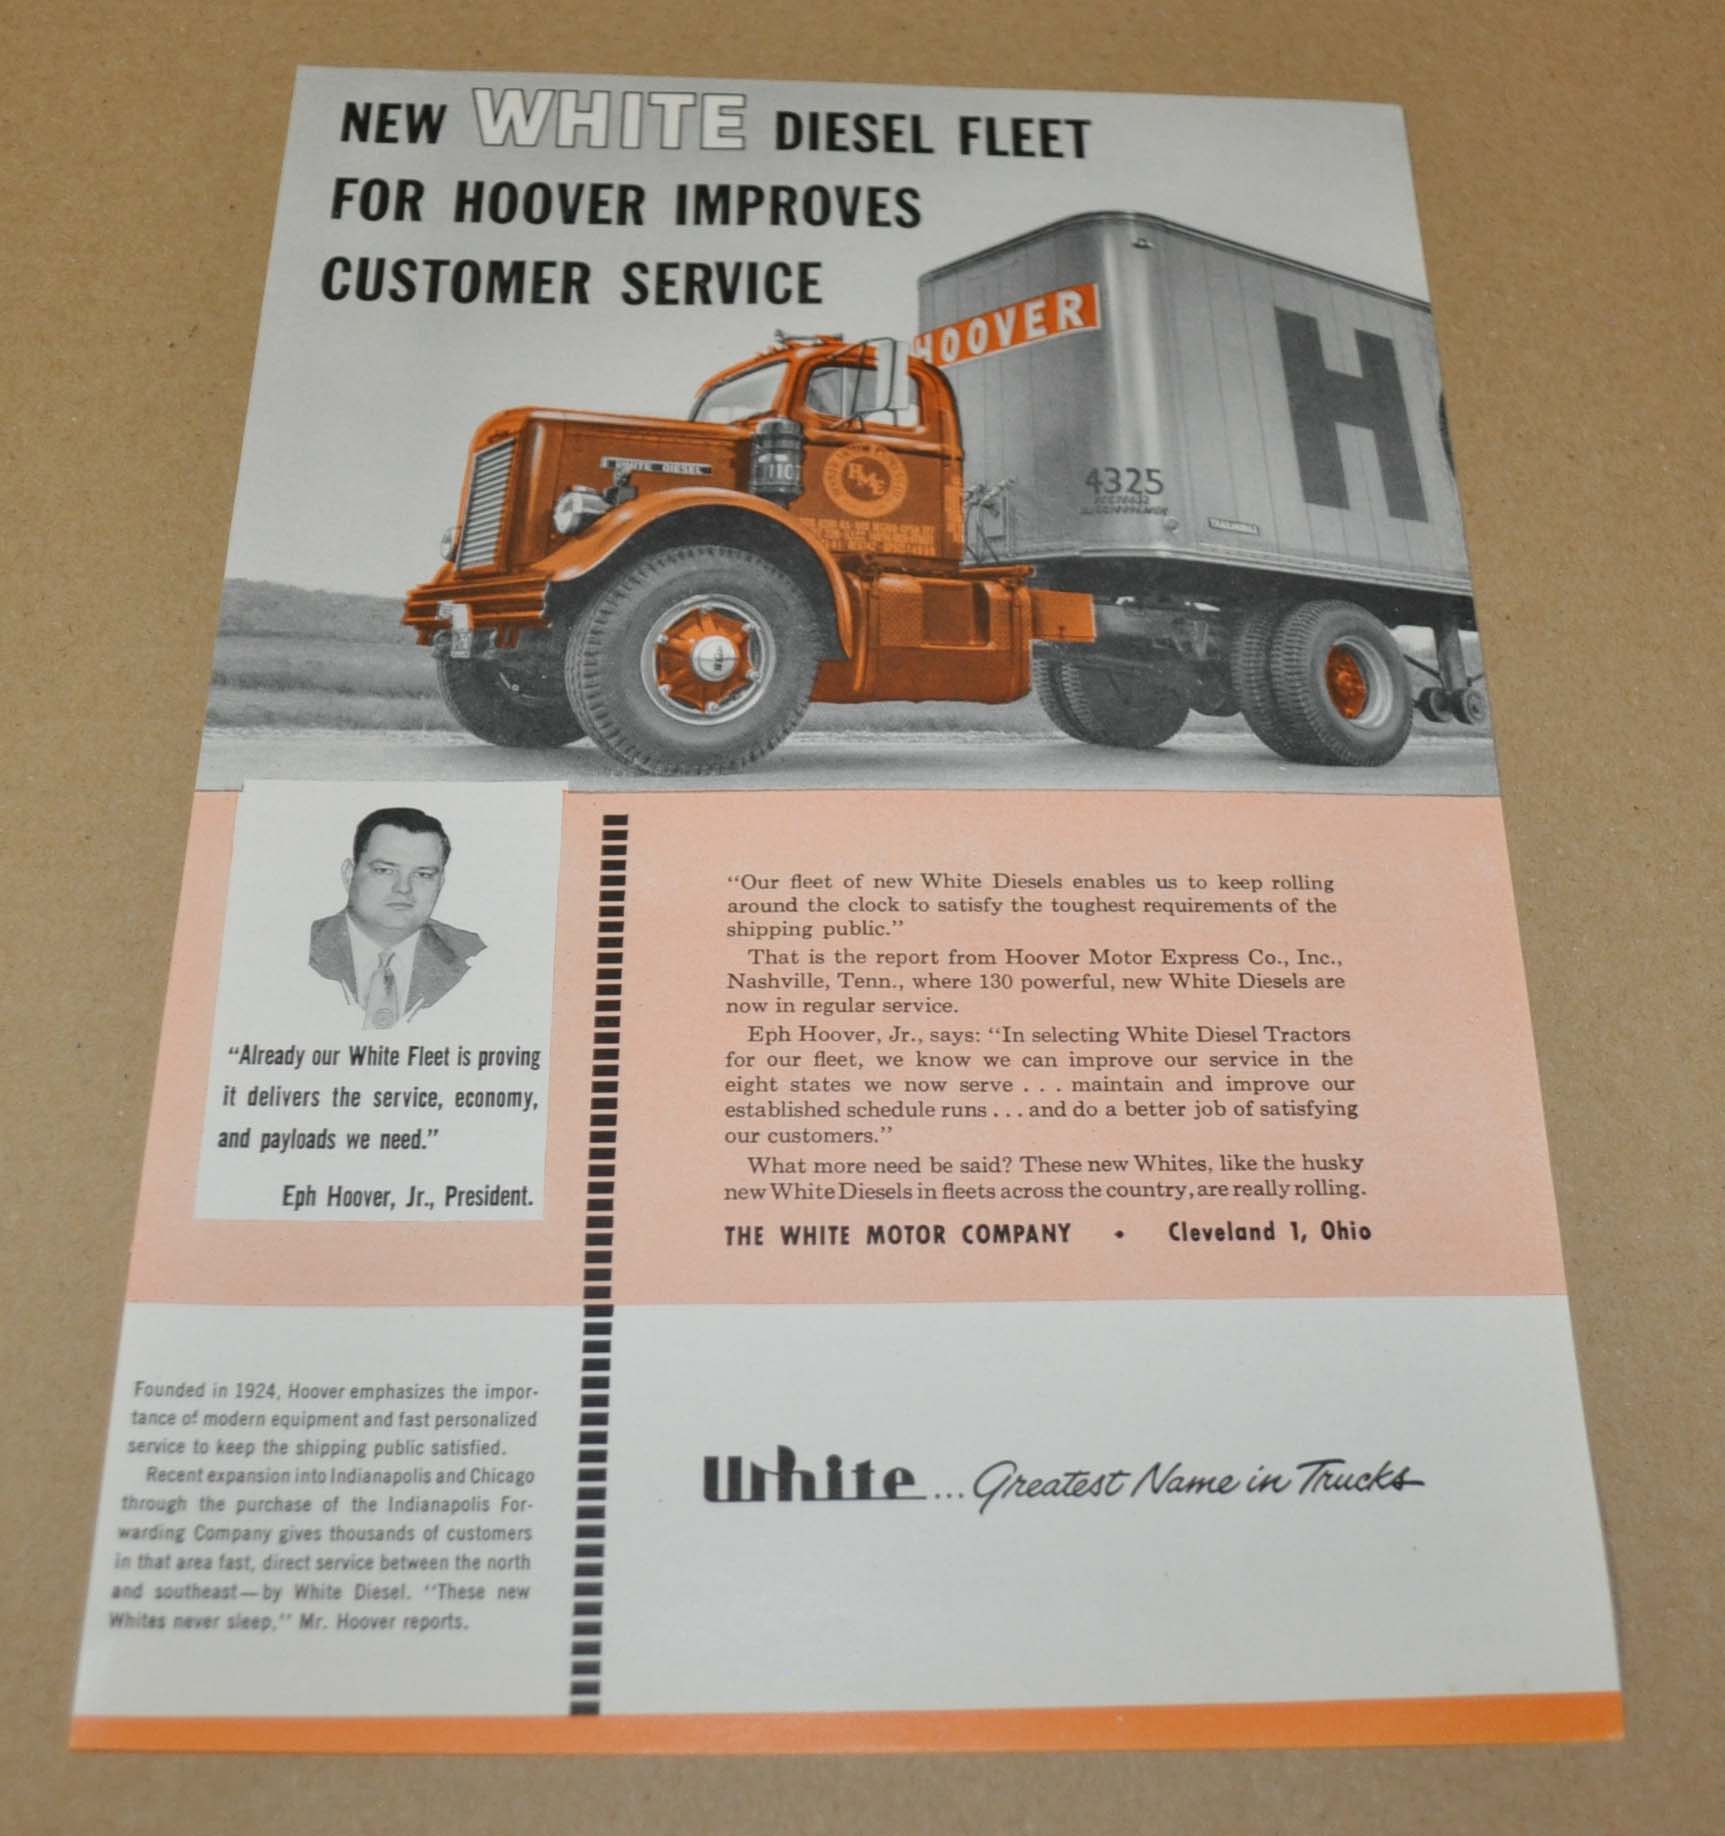 NEW WHITE DIESEL FLEET
FOR HOOVER IMPROVES
CUSTOMER SERVICE
HOOVER
H
4325
WHITE DIESEL
110
HME
TRAILMOBILE
"Already our White Fleet is proving
it delivers the service, economy,
and payloads we need."
Eph Hoover, Jr., President.
"Our fleet of new White Diesels enables us to keep rolling
around the clock to satisfy the toughest requirements of the
shipping public."
That is the report from Hoover Motor Express Co., Inc.,
Nashville, Tenn., where 130 powerful, new White Diesels are
now in regular service.
Eph Hoover, Jr., says: "In selecting White Diesel Tractors
for our fleet, we know we can improve our service in the
eight states we now serve . . . maintain and improve our
established schedule runs . . . and do a better job of satisfying
our customers."
What more need be said? These new Whites, like the husky
new White Diesels in fleets across the country, are really rolling.
THE WHITE MOTOR COMPANY • Cleveland 1, Ohio
Founded in 1924, Hoover emphasizes the impor-
tance of modern equipment and fast personalized
service to keep the shipping public satisfied.
Recent expansion into Indianapolis and Chicago
through the purchase of the Indianapolis For-
warding Company gives thousands of customers
in that area fast, direct service between the north
and southeast—by White Diesel. "These new
Whites never sleep," Mr. Hoover reports.
White ... Greatest Name in Trucks